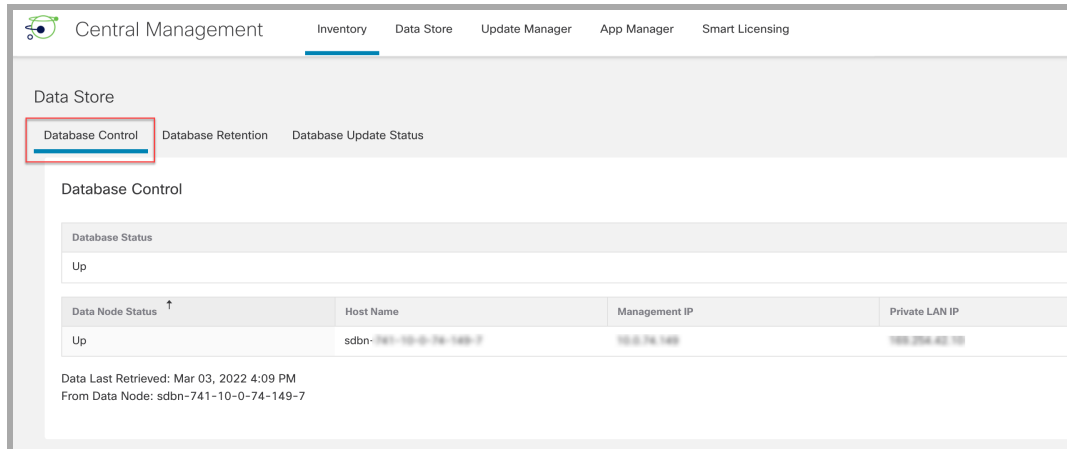 Central Management Inventory Data Store Update Manager App Manager Smart Licensing
Data Store
Database Control Database Retention Database Update Status
Database Control
Database Status
Up
Data Node Status ↑ Host Name Management IP Private LAN IP
Up sdbn-
Data Last Retrieved: Mar 03, 2022 4:09 PM
From Data Node: sdbn-741-10-0-74-149-7